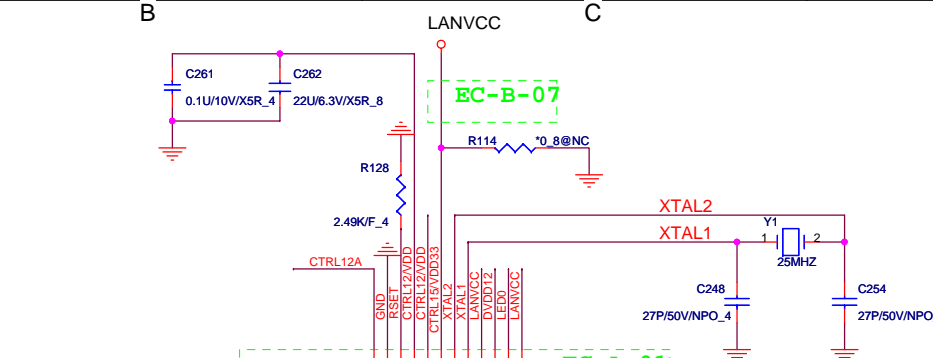 B
C
LANVCC
C261
C262
0.1U/10V/X5R_4
22U/6.3V/X5R_8
EC-B-07
R114
*0_8@NC
R128
2.49K/F_4
XTAL2
XTAL1
Y1
1
2
25MHZ
CTRL12A
GND
RSET
CTRL12/VDD
CTRL12/VDD
CTRL15/VDD33
XTAL2
XTAL1
LANVCC
DVDD12
LED0
LANVCC
C248
C254
27P/50V/NPO_4
27P/50V/NPO